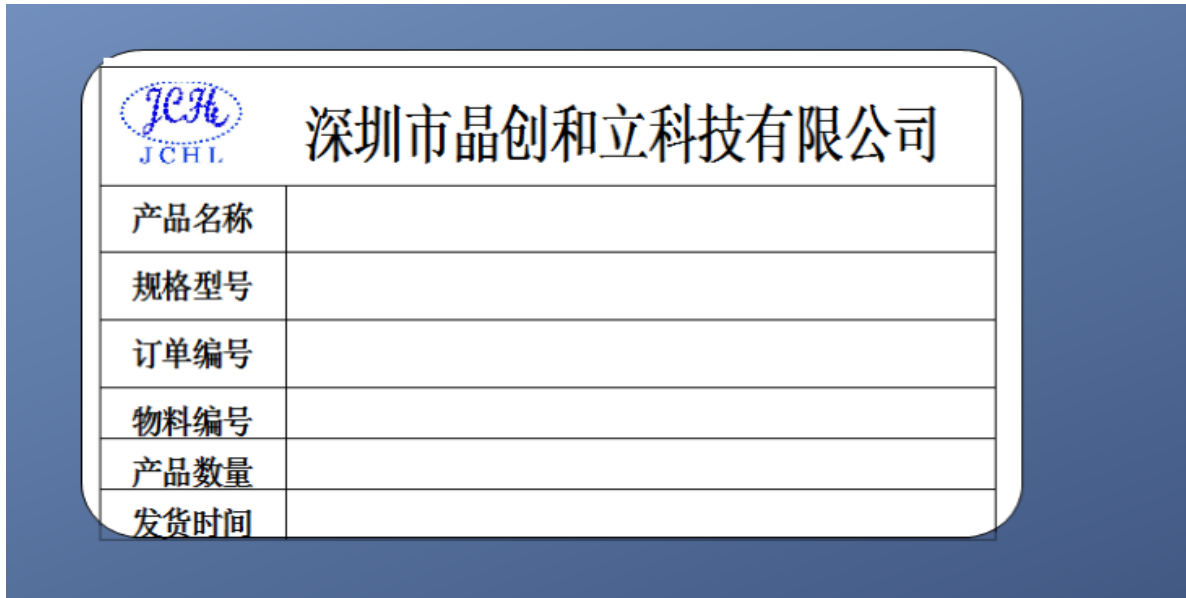 JCHL
JCHL
深圳市晶创和立科技有限公司
产品名称
规格型号
订单编号
物料编号
产品数量
发货时间